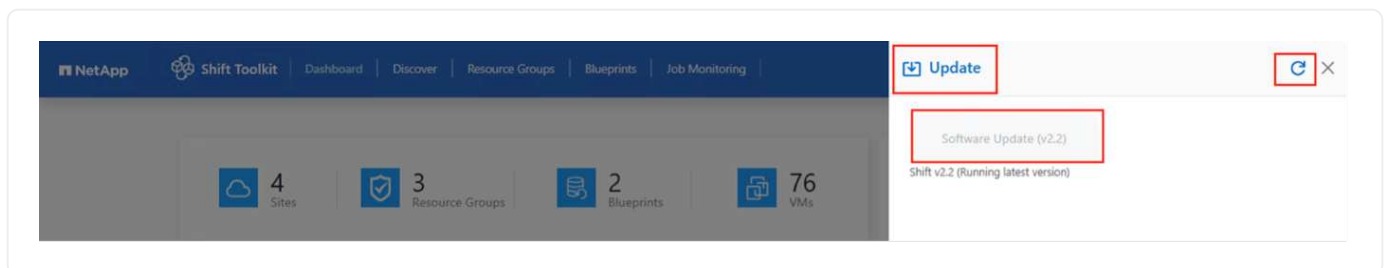 NetApp Shift Toolkit Dashboard Discover Resource Groups Blueprints Job Monitoring
Update
Software Update (v2.2)
Shift v2.2 (Running latest version)
4
Sites
3
Resource Groups
2
Blueprints
76
VMs